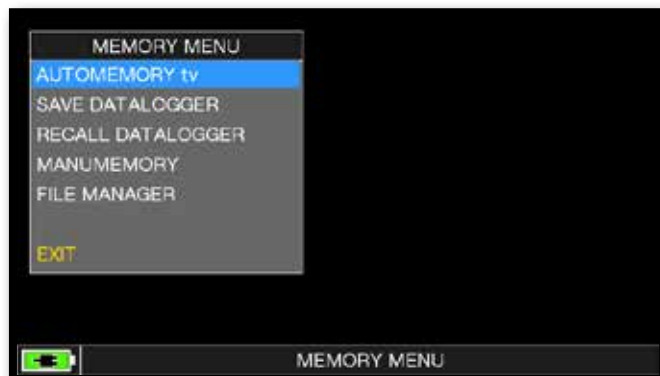 MEMORY MENU
AUTOMEMORY tv
SAVE DATALOGGER
RECALL DATALOGGER
MANUMEMORY
FILE MANAGER
EXIT
MEMORY MENU